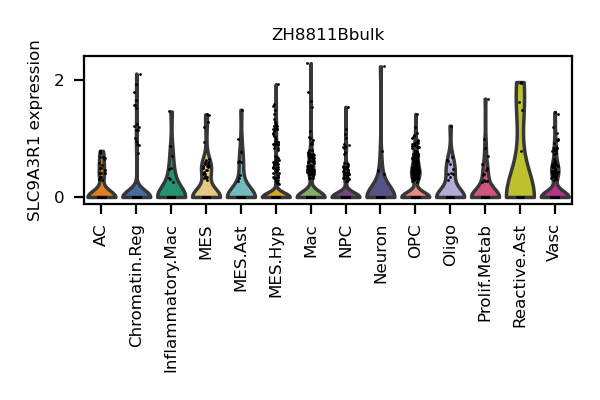 ZH8811Bbulk
SLC9A3R1 expression
2
0
AC
Chromatin.Reg
Inflammatory.Mac
MES
MES.Ast
MES.Hyp
Mac
NPC
Neuron
OPC
Oligo
Prolif.Metab
Reactive.Ast
Vasc